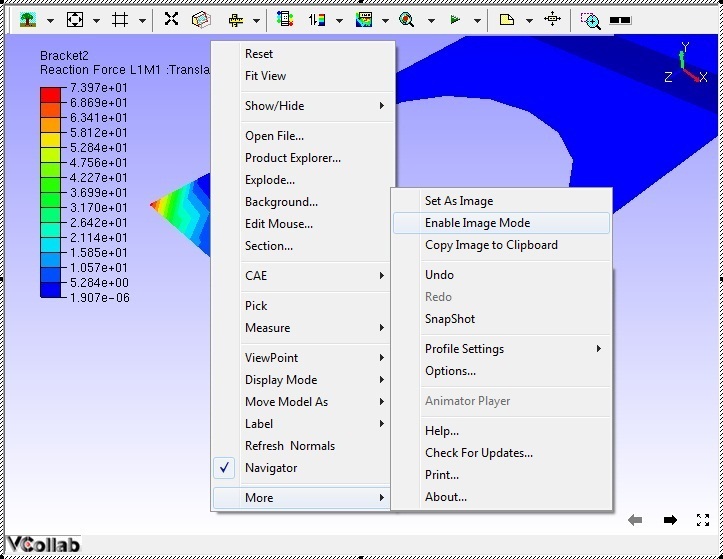 Bracket2
Reaction Force L1M1 :Transla
7.397e+01
6.869e+01
6.341e+01
5.812e+01
5.284e+01
4.756e+01
4.227e+01
3.699e+01
3.170e+01
2.642e+01
2.114e+01
1.585e+01
1.057e+01
5.284e+00
1.907e-06
Y
Z
X
Reset
Fit View
Show/Hide
Open File...
Product Explorer...
Explode...
Background...
Edit Mouse...
Section...
CAE
Pick
Measure
ViewPoint
Display Mode
Move Model As
Label
Refresh Normals
Navigator
More
Set As Image
Enable Image Mode
Copy Image to Clipboard
Undo
Redo
SnapShot
Profile Settings
Options...
Animator Player
Help...
Check For Updates...
Print...
About...
VCollab